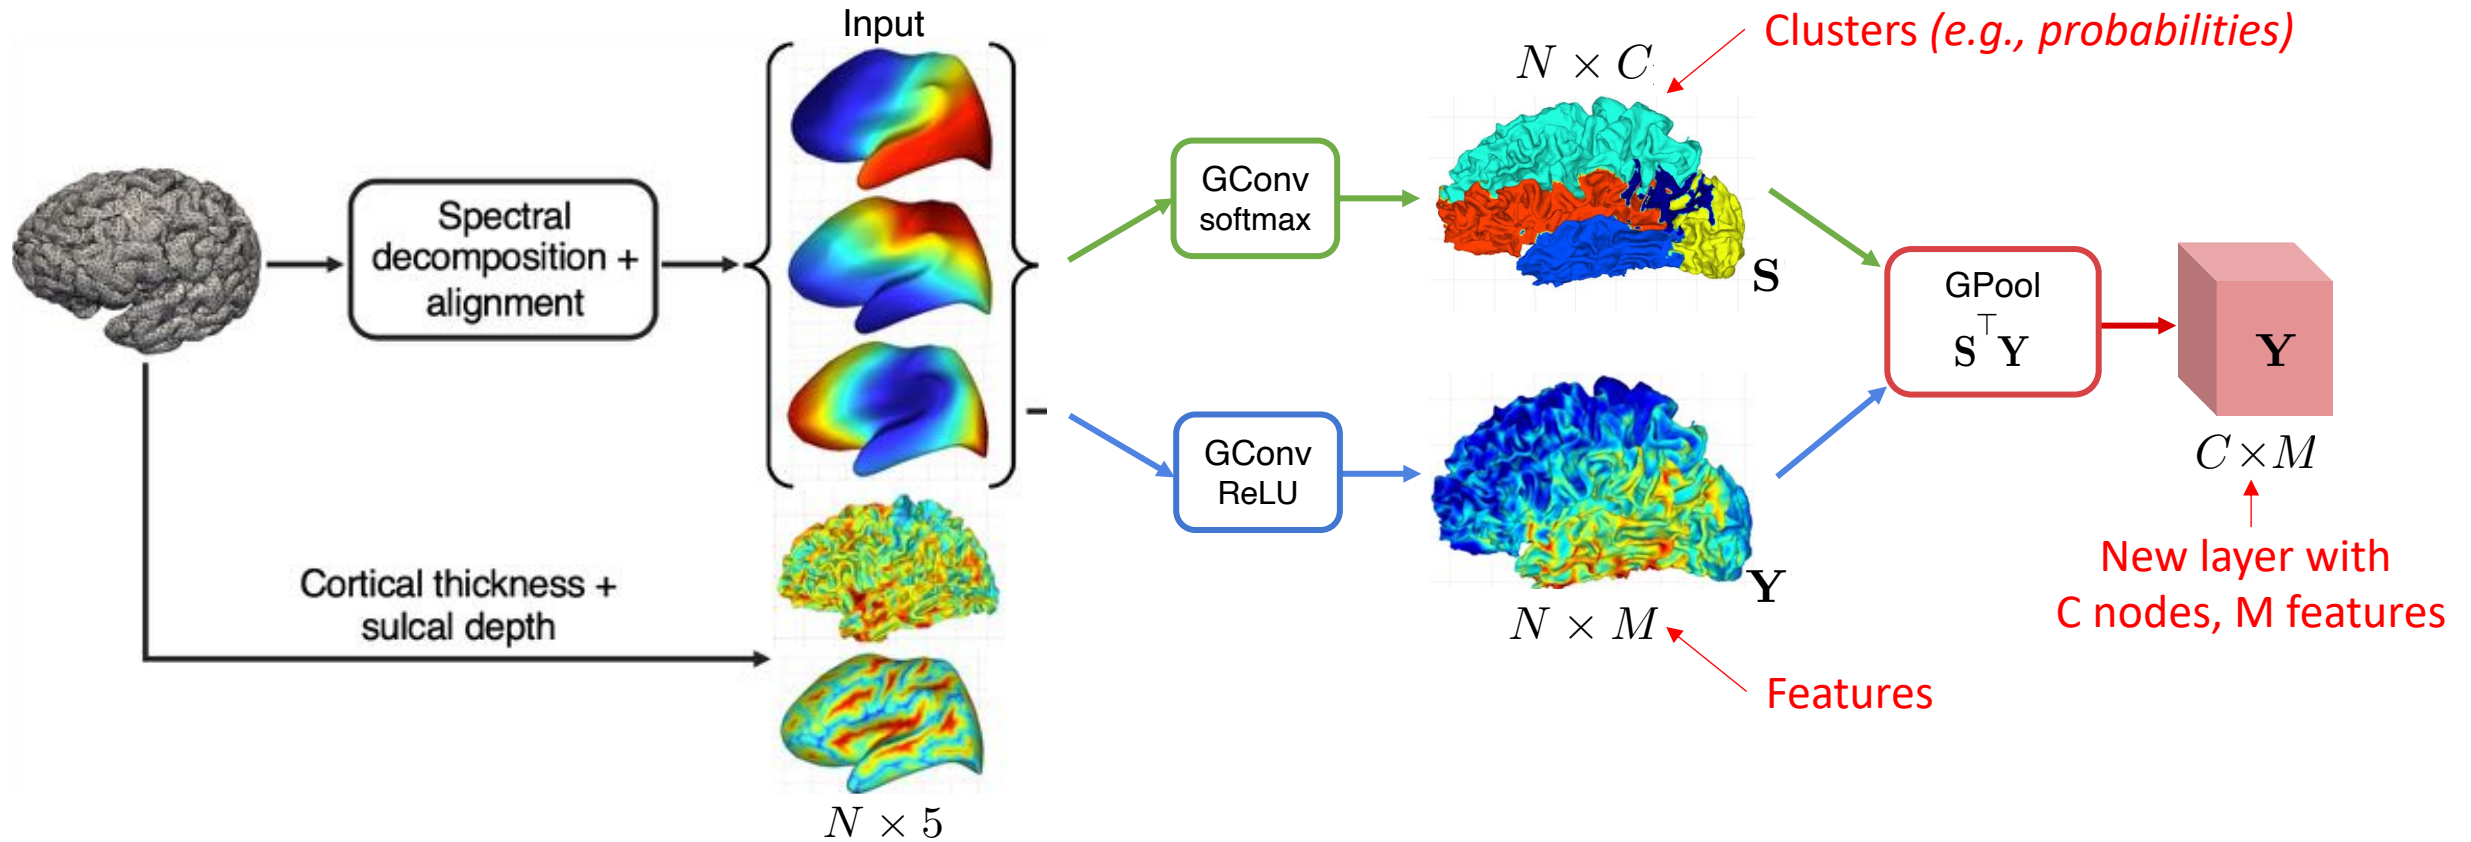 Input
Spectral
decomposition +
alignment
Cortical thickness +
sulcal depth
N × 5
GConv
softmax
GConv
ReLU
N × C
Clusters (e.g., probabilities)
S
Y
N × M
Features
GPool
S⊤Y
Y
C × M
New layer with
C nodes, M features